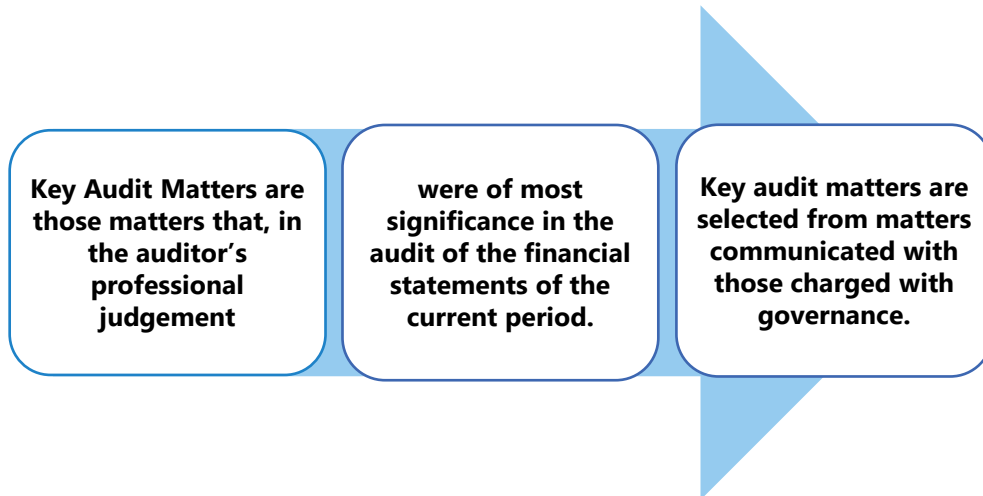 Key Audit Matters are
those matters that, in
the auditor's
professional
judgement
were of most
significance in the
audit of the financial
statements of the
current period.
Key audit matters are
selected from matters
communicated with
those charged with
governance.